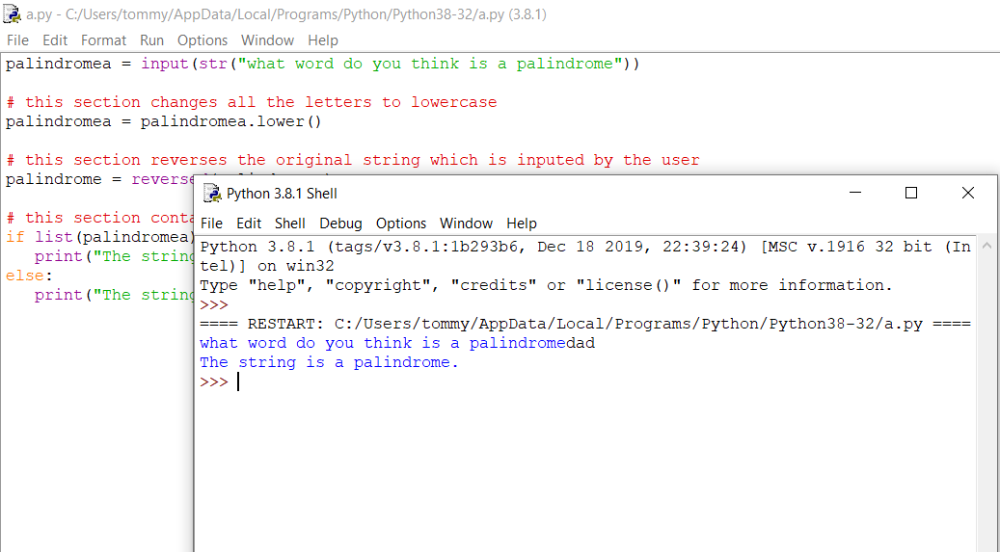 a.py - C:/Users/tommy/AppData/Local/Programs/Python/Python38-32/a.py (3.8.1)
File Edit Format Run Options Window Help
palindromea = input(str("what word do you think is a palindrome"))
# this section changes all the letters to lowercase
palindromea = palindromea.lower()
# this section reverses the original string which is inputed by the user
palindrome = reverse
# this section
if list(palindromea)
print("The string
else:
print("The string
Python 3.8.1 Shell
File Edit Shell Debug Options Window Help
Python 3.8.1 (tags/v3.8.1:1b293b6, Dec 18 2019, 22:39:24) [MSC v.1916 32 bit (In
tel)] on win32
Type "help", "copyright", "credits" or "license()" for more information.
>>>
==== RESTART: C:/Users/tommy/AppData/Local/Programs/Python/Python38-32/a.py ====
what word do you think is a palindromedad
The string is a palindrome.
>>>